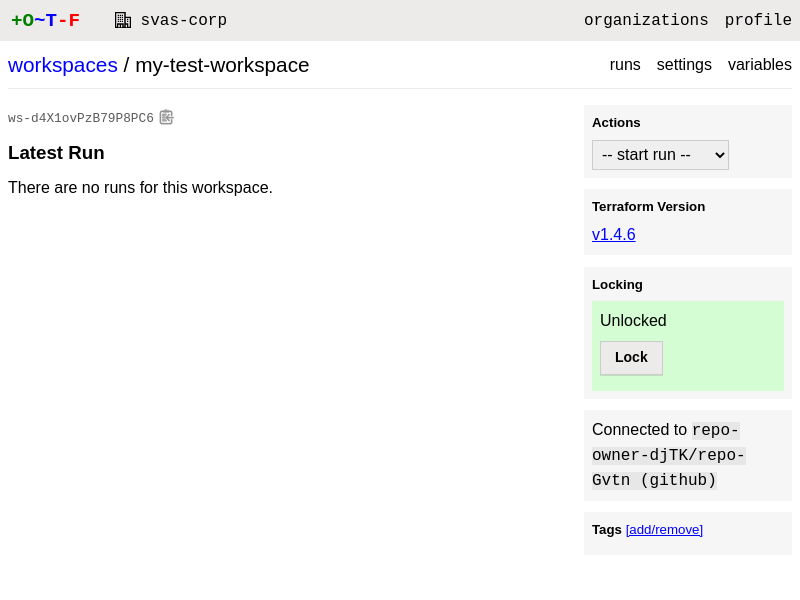 +O~T-F svas-corp organizations profile
workspaces / my-test-workspace runs settings variables
ws-d4X1ovPzB79P8PC6
Latest Run
There are no runs for this workspace.
Actions
-- start run --
Terraform Version
v1.4.6
Locking
Unlocked
Lock
Connected to repo-
owner-djTK/repo-
Gvtn (github)
Tags [add/remove]